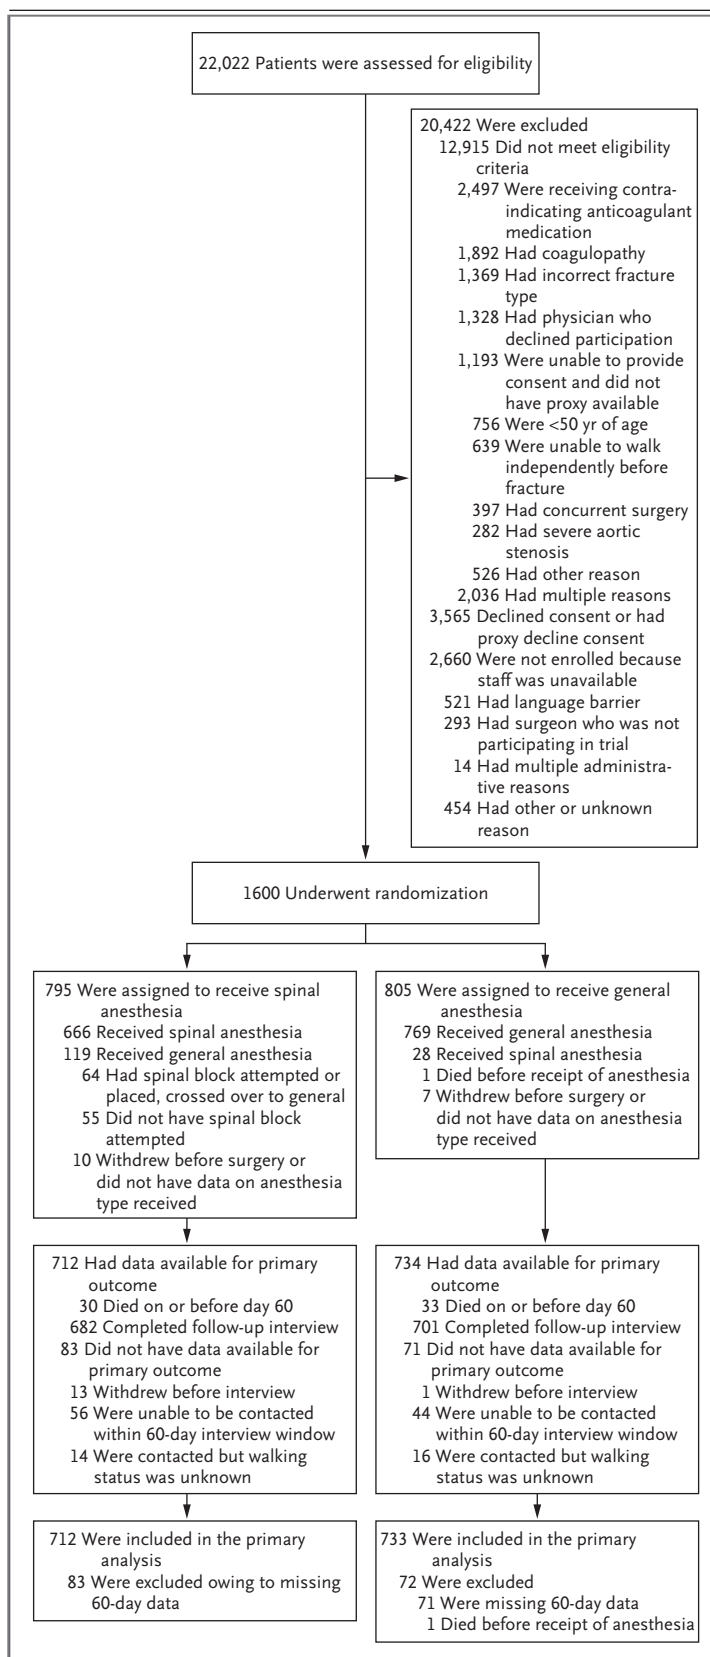 22,022 Patients were assessed for eligibility
20,422 Were excluded
12,915 Did not meet eligibility
criteria
2,497 Were receiving contra-
indicating anticoagulant
medication
1,892 Had coagulopathy
1,369 Had incorrect fracture
type
1,328 Had physician who
declined participation
1,193 Were unable to provide
consent and did not
have proxy available
756 Were <50 yr of age
639 Were unable to walk
independently before
fracture
397 Had concurrent surgery
282 Had severe aortic
stenosis
526 Had other reason
2,036 Had multiple reasons
3,565 Declined consent or had
proxy decline consent
2,660 Were not enrolled because
staff was unavailable
521 Had language barrier
293 Had surgeon who was not
participating in trial
14 Had multiple administra-
tive reasons
454 Had other or unknown
reason
1600 Underwent randomization
795 Were assigned to receive spinal
anesthesia
666 Received spinal anesthesia
119 Received general anesthesia
64 Had spinal block attempted or
placed, crossed over to general
55 Did not have spinal block
attempted
10 Withdrew before surgery or
did not have data on anesthesia
type received
805 Were assigned to receive general
anesthesia
769 Received general anesthesia
28 Received spinal anesthesia
1 Died before receipt of anesthesia
7 Withdrew before surgery or
did not have data on anesthesia
type received
712 Had data available for primary
outcome
30 Died on or before day 60
682 Completed follow-up interview
83 Did not have data available for
primary outcome
13 Withdrew before interview
56 Were unable to be contacted
within 60-day interview window
14 Were contacted but walking
status was unknown
734 Had data available for primary
outcome
33 Died on or before day 60
701 Completed follow-up interview
71 Did not have data available for
primary outcome
1 Withdrew before interview
44 Were unable to be contacted
within 60-day interview window
16 Were contacted but walking
status was unknown
712 Were included in the primary
analysis
83 Were excluded owing to missing
60-day data
733 Were included in the primary
analysis
72 Were excluded
71 Were missing 60-day data
1 Died before receipt of anesthesia